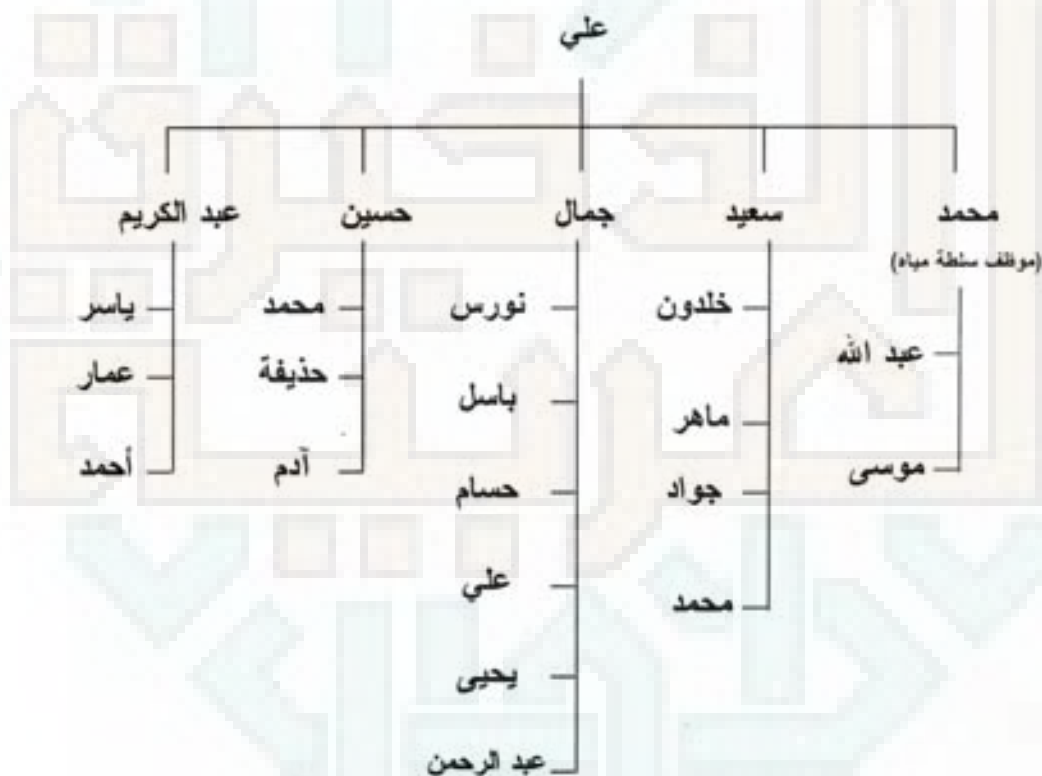 علي
محمد
(موظف سلطة مياه)
عبد الله
موسى
سعيد
خلدون
ماهر
جواد
محمد
جمال
نورس
باسل
حسام
علي
يحيى
عبد الرحمن
حسين
محمد
حذيفة
آدم
عبد الكريم
ياسر
عمار
أحمد